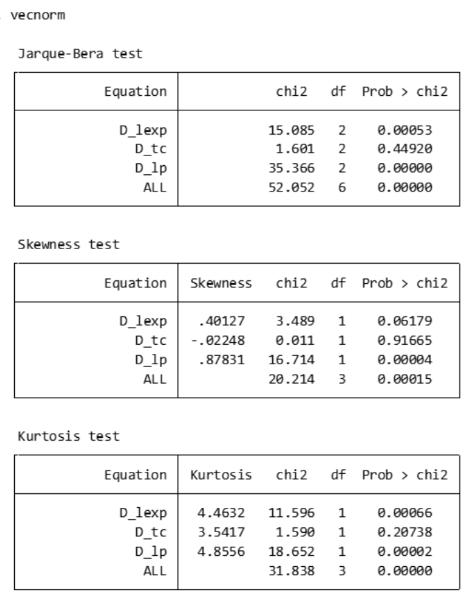 . vecnorm
Jarque-Bera test
Equation chi2 df Prob > chi2
D_lexp 15.085 2 0.00053
D_tc 1.601 2 0.44920
D_lp 35.366 2 0.00000
ALL 52.052 6 0.00000
Skewness test
Equation Skewness chi2 df Prob > chi2
D_lexp .40127 3.489 1 0.06179
D_tc -.02248 0.011 1 0.91665
D_lp .87831 16.714 1 0.00004
ALL 20.214 3 0.00015
Kurtosis test
Equation Kurtosis chi2 df Prob > chi2
D_lexp 4.4632 11.596 1 0.00066
D_tc 3.5417 1.590 1 0.20738
D_lp 4.8556 18.652 1 0.00002
ALL 31.838 3 0.00000